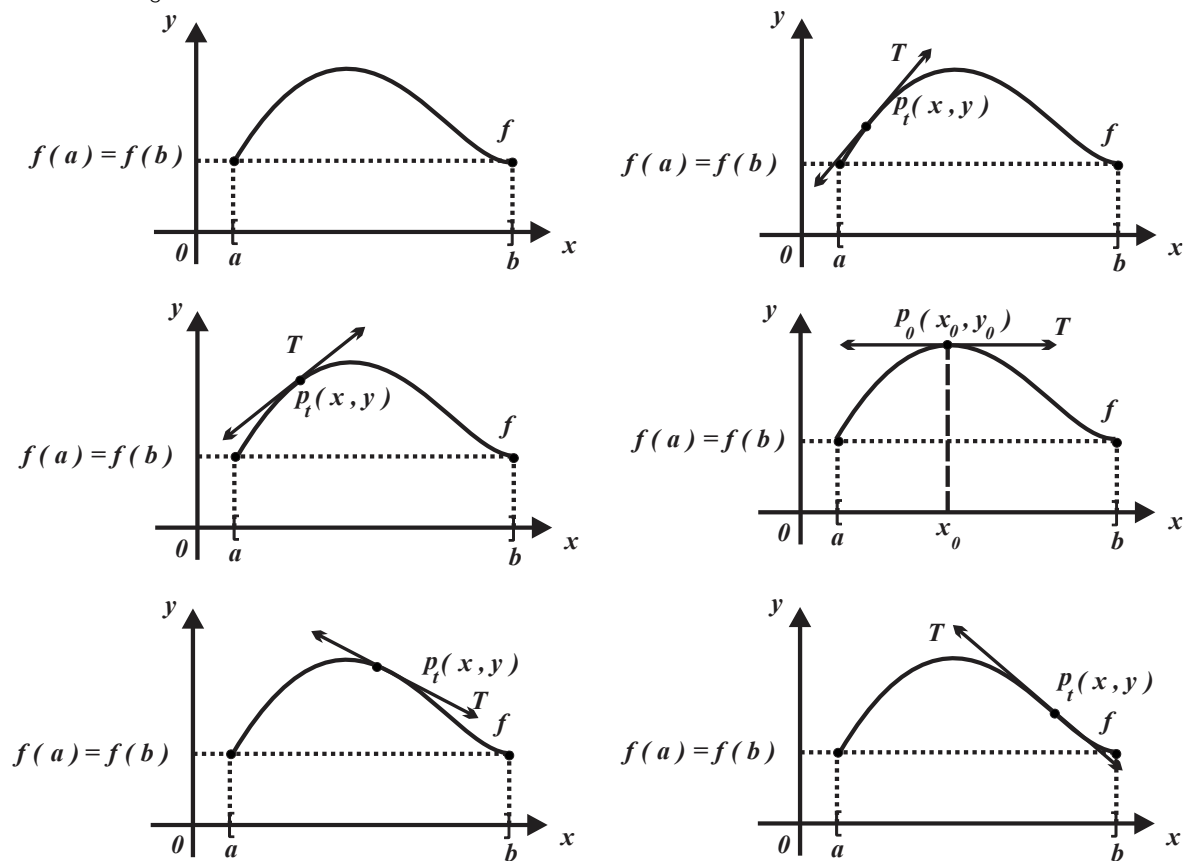 y
f
f(a)=f(b)
0
a
b
x
y
T
p_t(x,y)
f
f(a)=f(b)
0
a
b
x
y
T
p_t(x,y)
f
f(a)=f(b)
0
a
b
x
y
p_0(x_0,y_0)
T
f
f(a)=f(b)
0
a
x_0
b
x
y
p_t(x,y)
T
f
f(a)=f(b)
0
a
b
x
y
T
p_t(x,y)
f
f(a)=f(b)
0
a
b
x